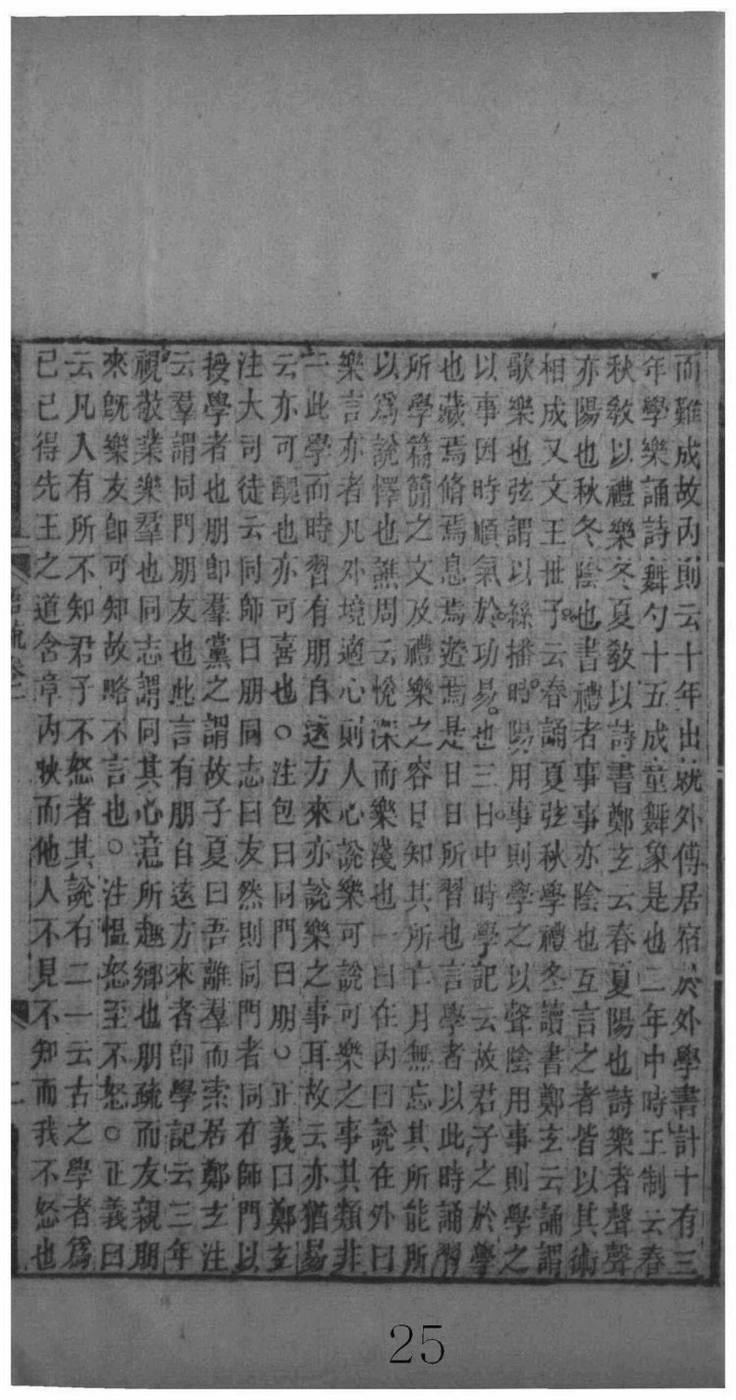 而難成故內則云十年出就外傅居宿於外學書計十有三
年學樂誦詩舞勺十五成童舞象是也二年中時王制云春
秋敎以禮樂冬夏敎以詩書鄭玄云春夏陽也詩樂者聲聲
亦陽也秋冬陰也書禮者事事亦陰也互言之者皆以其術
相成又文王世子云春誦夏弦秋學禮冬讀書鄭玄云誦謂
歌樂也弦謂以絲播時陽用事則學之以聲陰用事則學之
以事因時順氣於功易也三日中時學記云故君子之於學
也藏焉脩焉息焉遊焉是日日所習也言學者以此時誦習
所學篇簡之文及禮樂之容日知其所亡月無忘其所能所
以爲說懌也譙周云悅深而樂淺也一曰在內曰說在外曰
樂言亦者凡外境適心則人心說樂可說可樂之事其類非
一此學而時習有朋自遠方來亦說樂之事耳故云亦猶易
云亦可醜也亦可喜也○注包曰同門曰朋○正義曰鄭玄
注大司徒云同師曰朋同志曰友然則同門者同在師門以
授學者也朋卽羣黨之謂故子夏曰吾離羣而索居鄭玄注
云羣謂同門朋友也此言有朋自遠方來者卽學記云三年
視敬業樂羣也同志謂同其心意所趣鄉也朋疏而友親朋
來旣樂友卽可知故略不言也○注慍怒至不怒○正義曰
云凡人有所不知君子不怒者其說有二一云古之學者爲
己已得先王之道含章內映而他人不見不知而我不怒也
語疏卷一
二
25